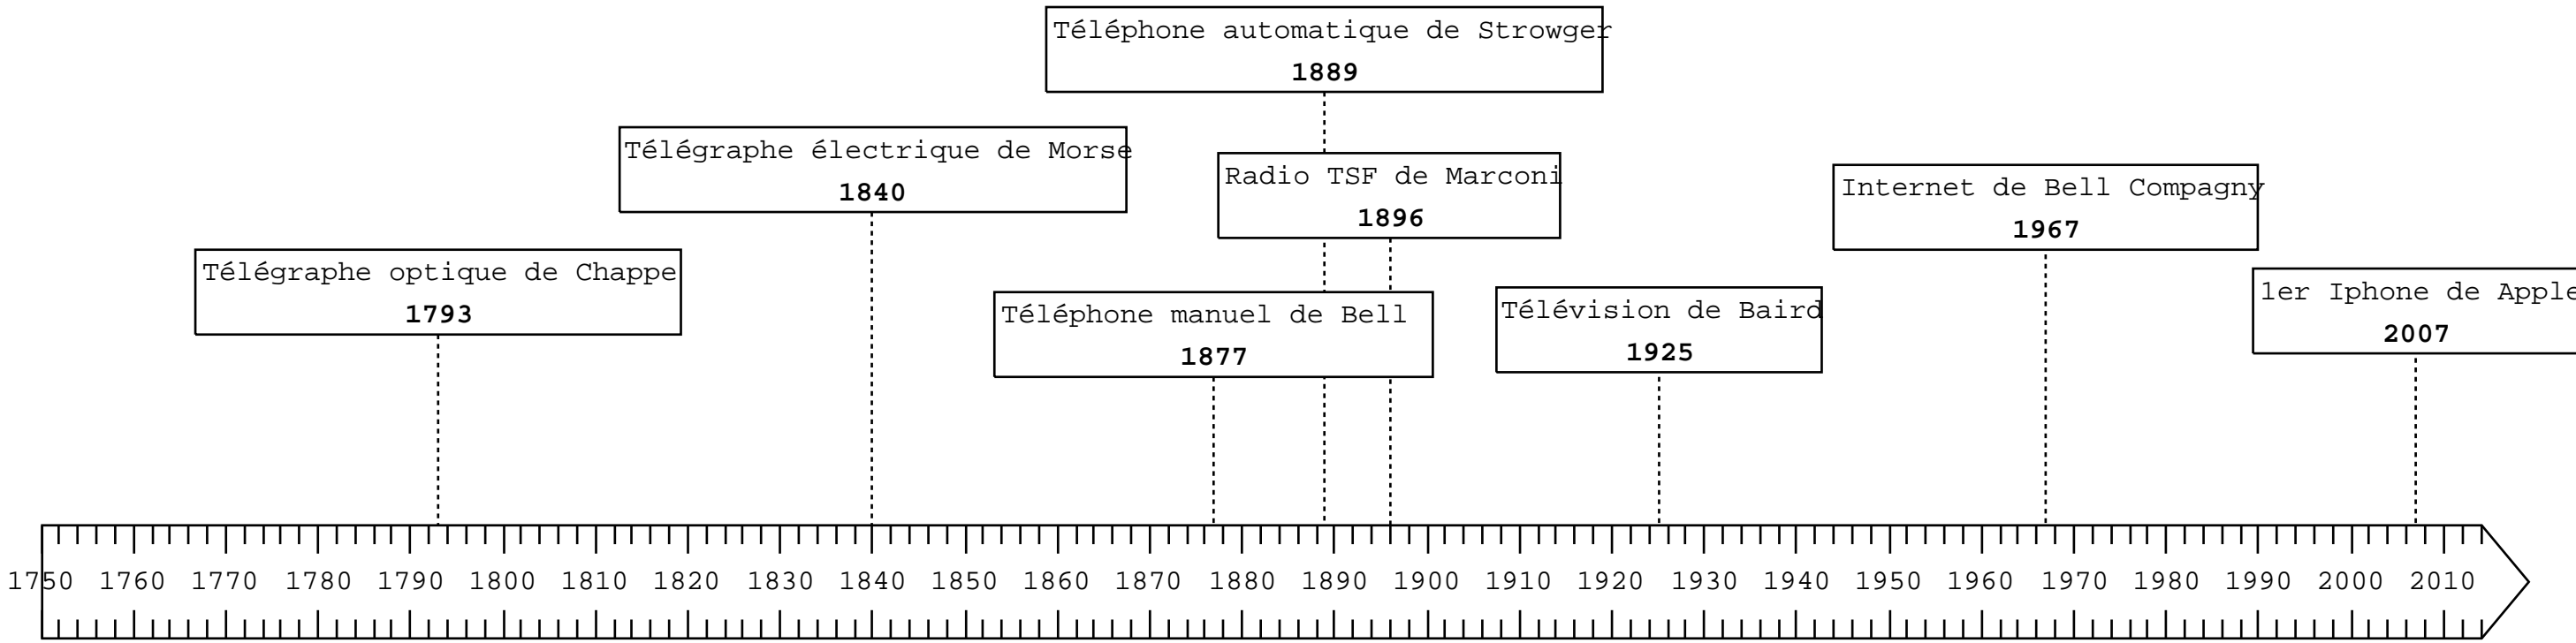 Téléphone automatique de Strowger
1889
Télégraphe électrique de Morse
1840
Radio TSF de Marconi
1896
Internet de Bell Compagny
1967
Télégraphe optique de Chappe
1793
Téléphone manuel de Bell
1877
Télévision de Baird
1925
1er Iphone de Apple
2007
1750 1760 1770 1780 1790 1800 1810 1820 1830 1840 1850 1860 1870 1880 1890 1900 1910 1920 1930 1940 1950 1960 1970 1980 1990 2000 2010